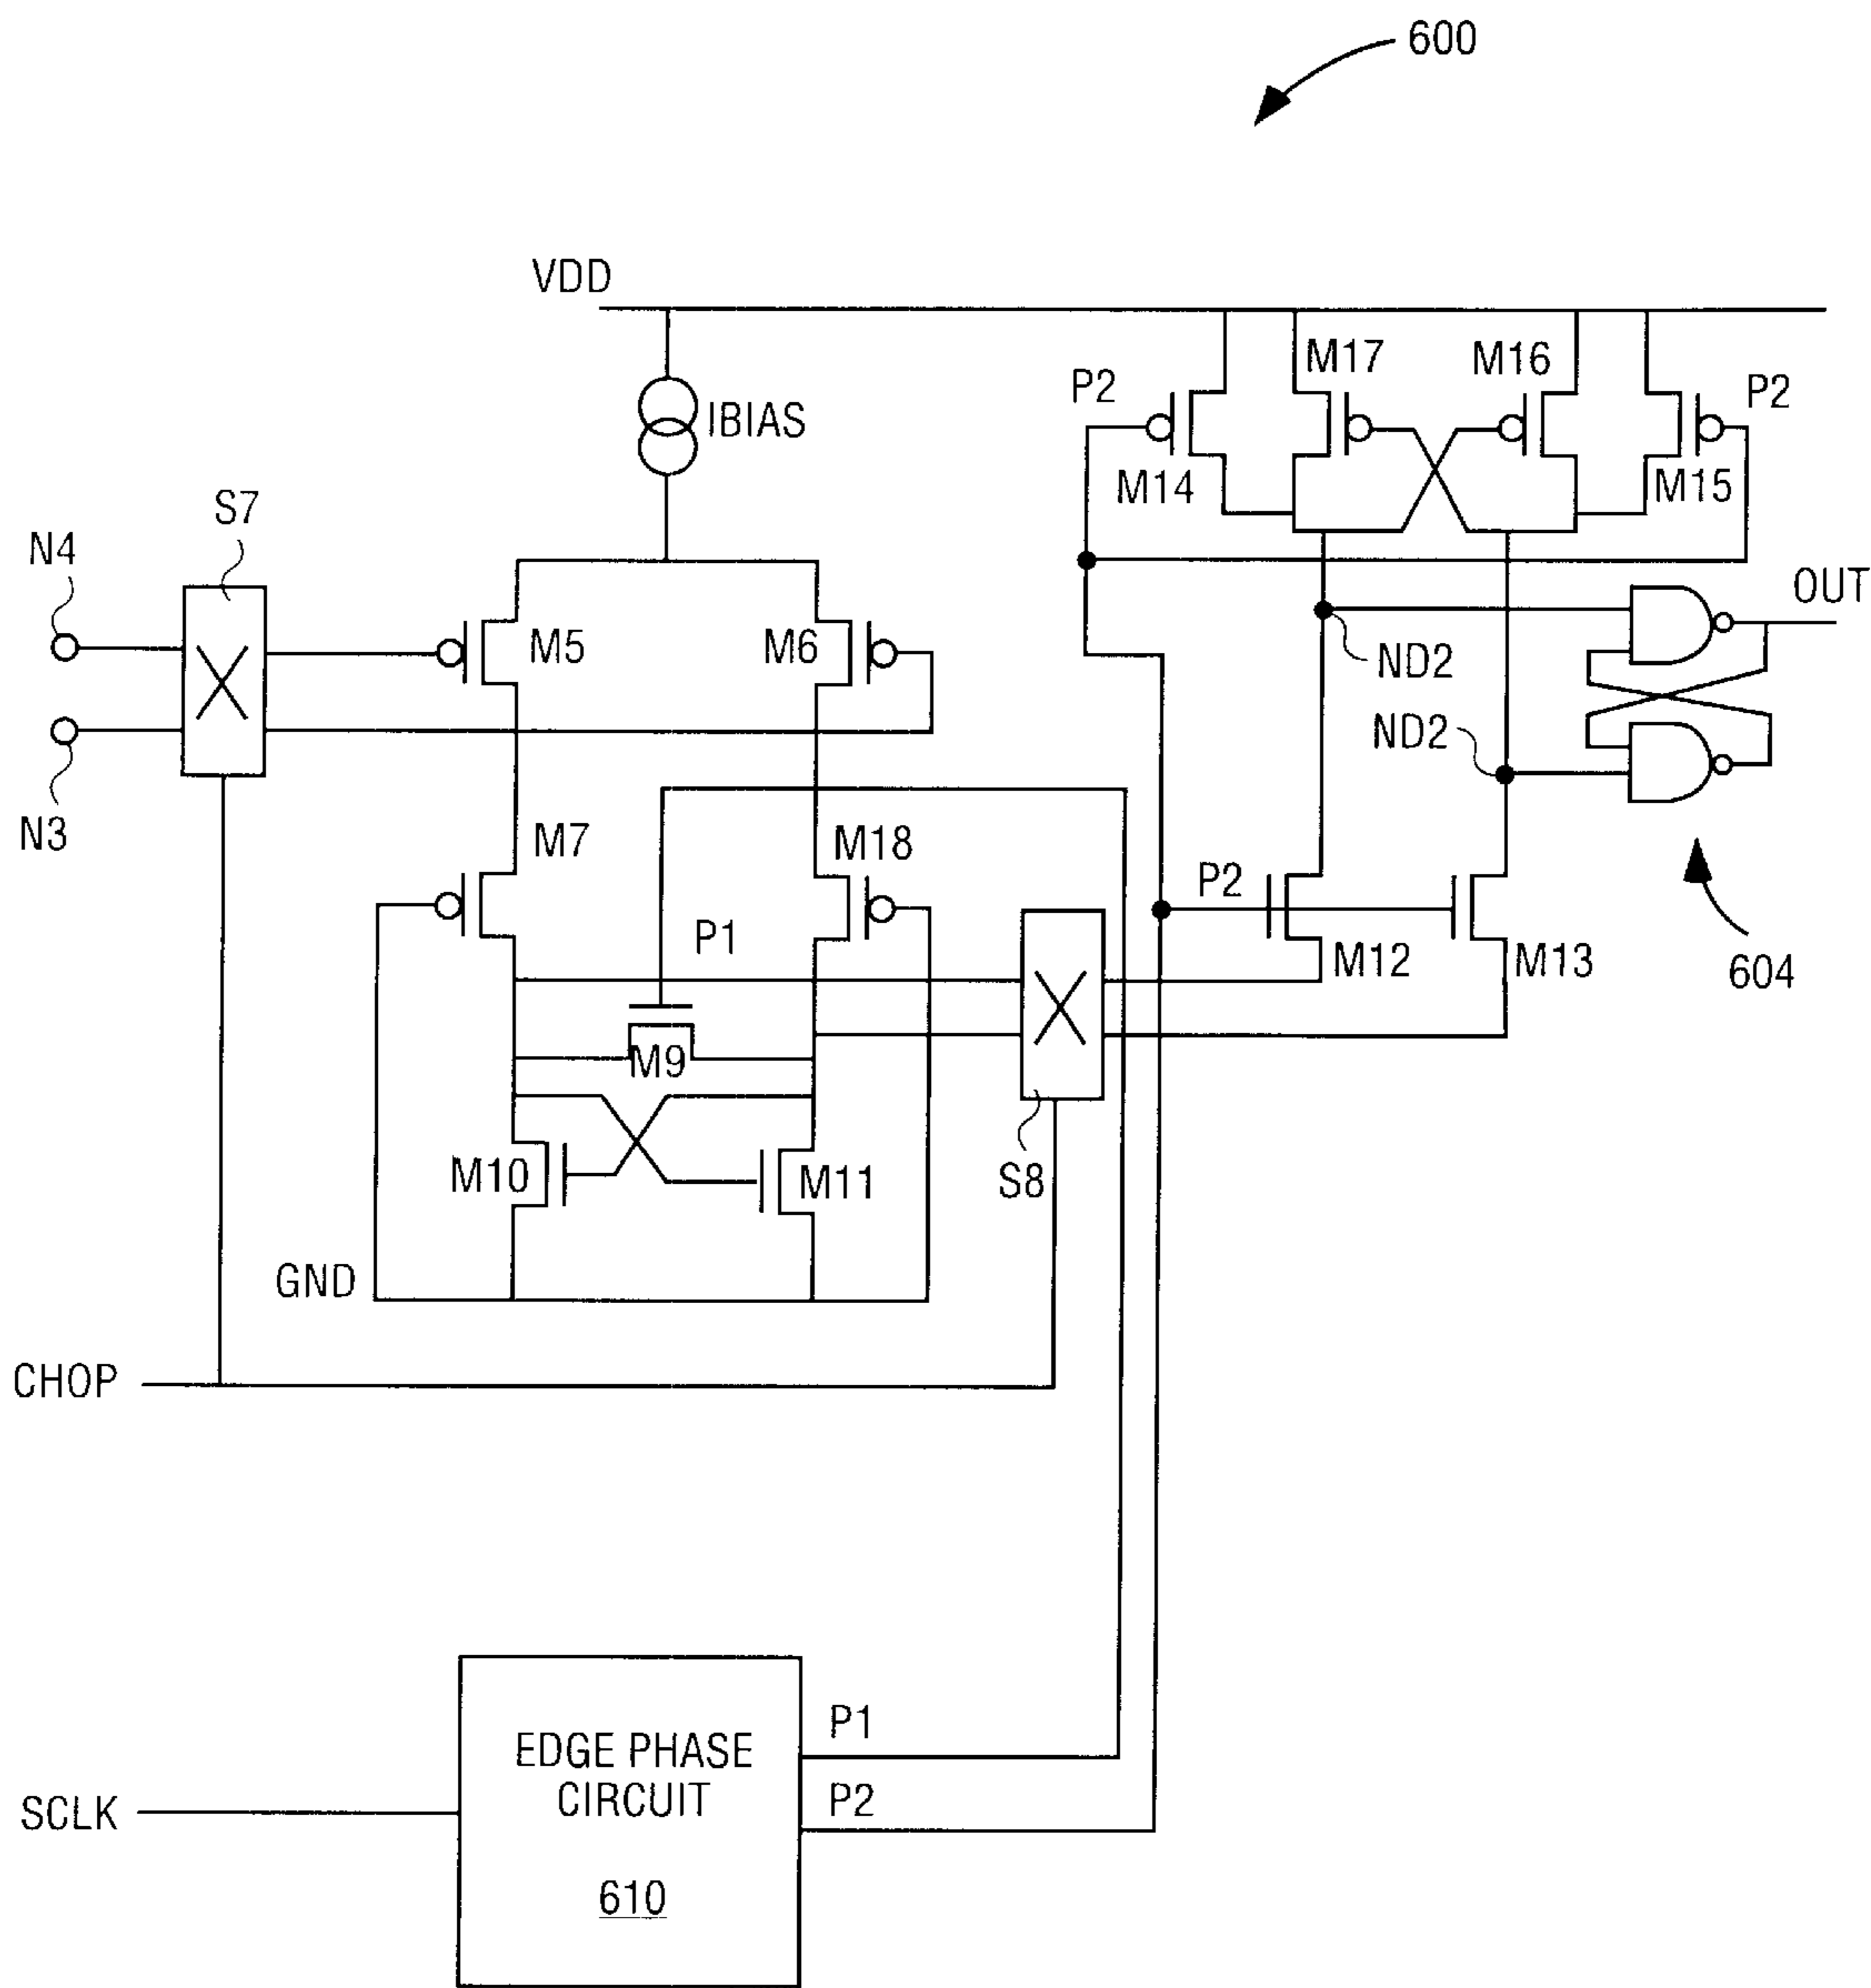 600
VDD
M17
M16
P2
P2
IBIAS
M14
M15
S7
N4
OUT
M5
M6
ND2
ND2
N3
M7
M18
P2
P1
M12
M13
604
M9
M10
M11
S8
GND
CHOP
P1
EDGE PHASE
CIRCUIT
P2
SCLK
610